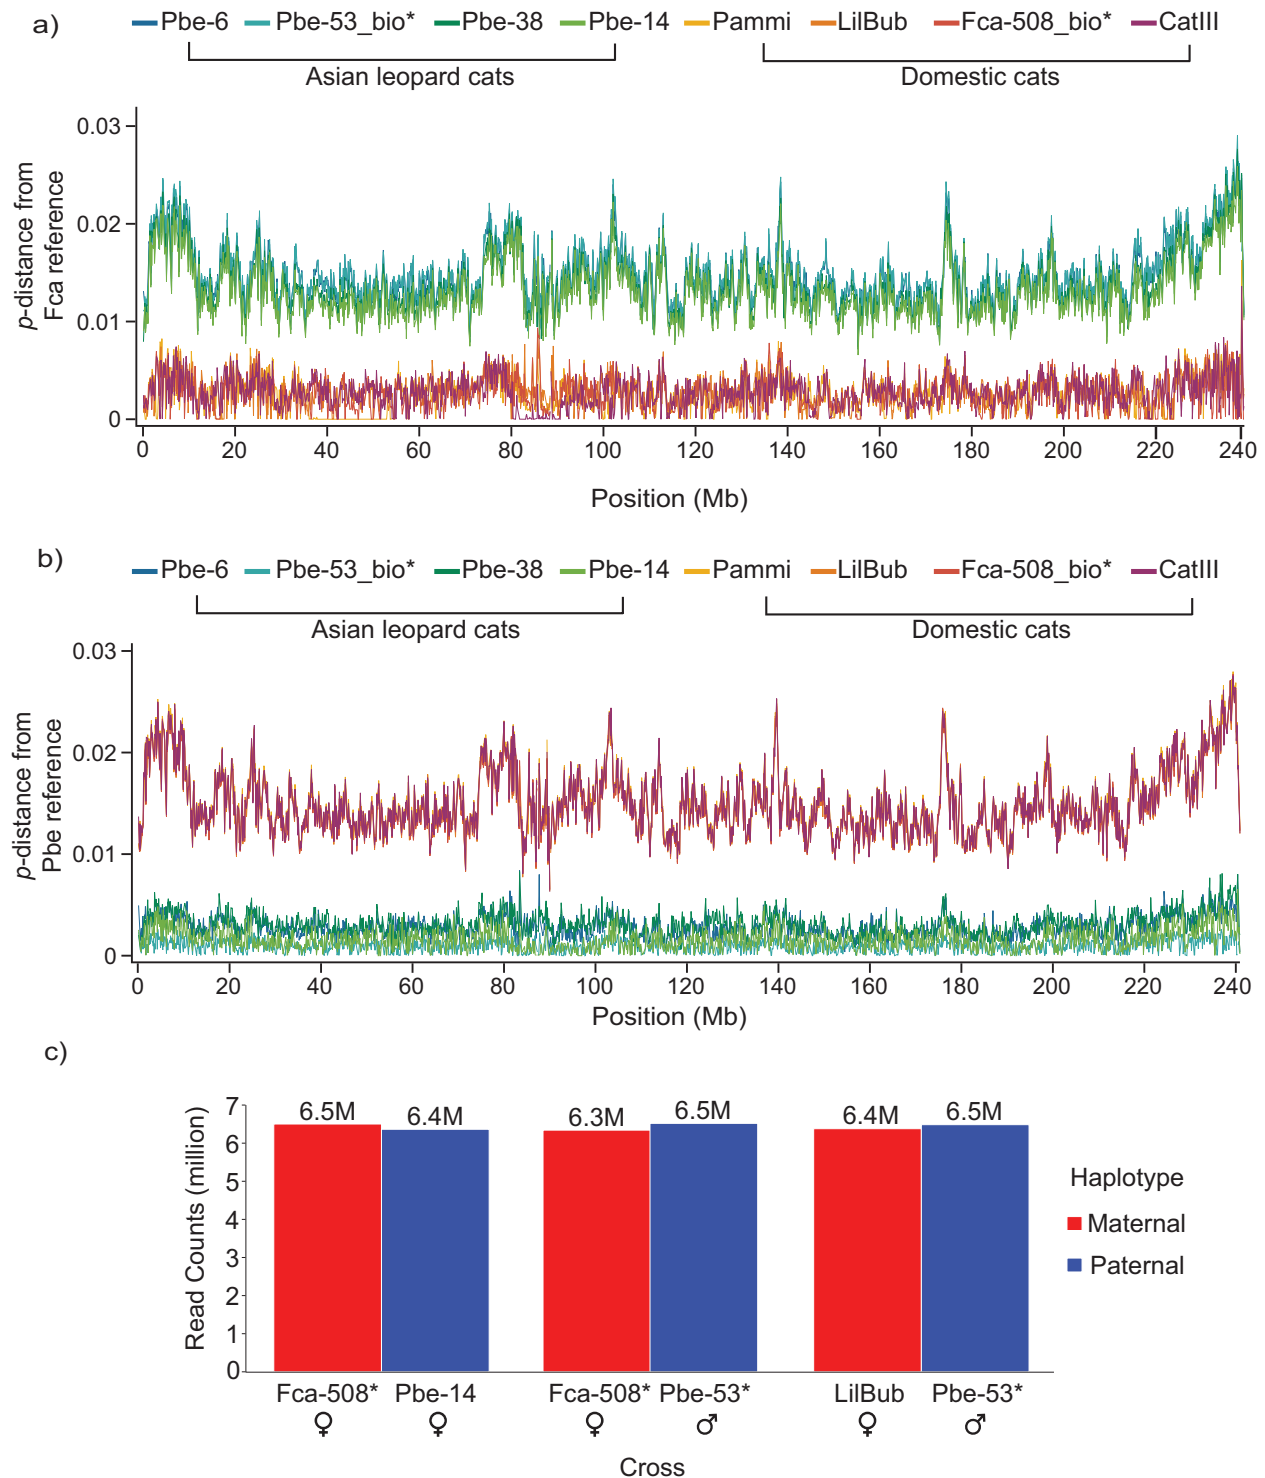 a)
Pbe-6 Pbe-53_bio* Pbe-38 Pbe-14 Pammi LilBub Fca-508_bio* CatIII
Asian leopard cats Domestic cats
p-distance from
Fca reference
0.03
0.02
0.01
0
0 20 40 60 80 100 120 140 160 180 200 220 240
Position (Mb)
b)
Pbe-6 Pbe-53_bio* Pbe-38 Pbe-14 Pammi LilBub Fca-508_bio* CatIII
Asian leopard cats Domestic cats
p-distance from
Pbe reference
0.03
0.02
0.01
0
0 20 40 60 80 100 120 140 160 180 200 220 240
Position (Mb)
c)
Read Counts (million)
7
6
5
4
3
2
1
0
6.5M 6.4M 6.3M 6.5M 6.4M 6.5M
Haplotype
Maternal
Paternal
Fca-508* Pbe-14 Fca-508* Pbe-53* LilBub Pbe-53*
♀ ♀ ♀ ♂ ♀ ♂
Cross